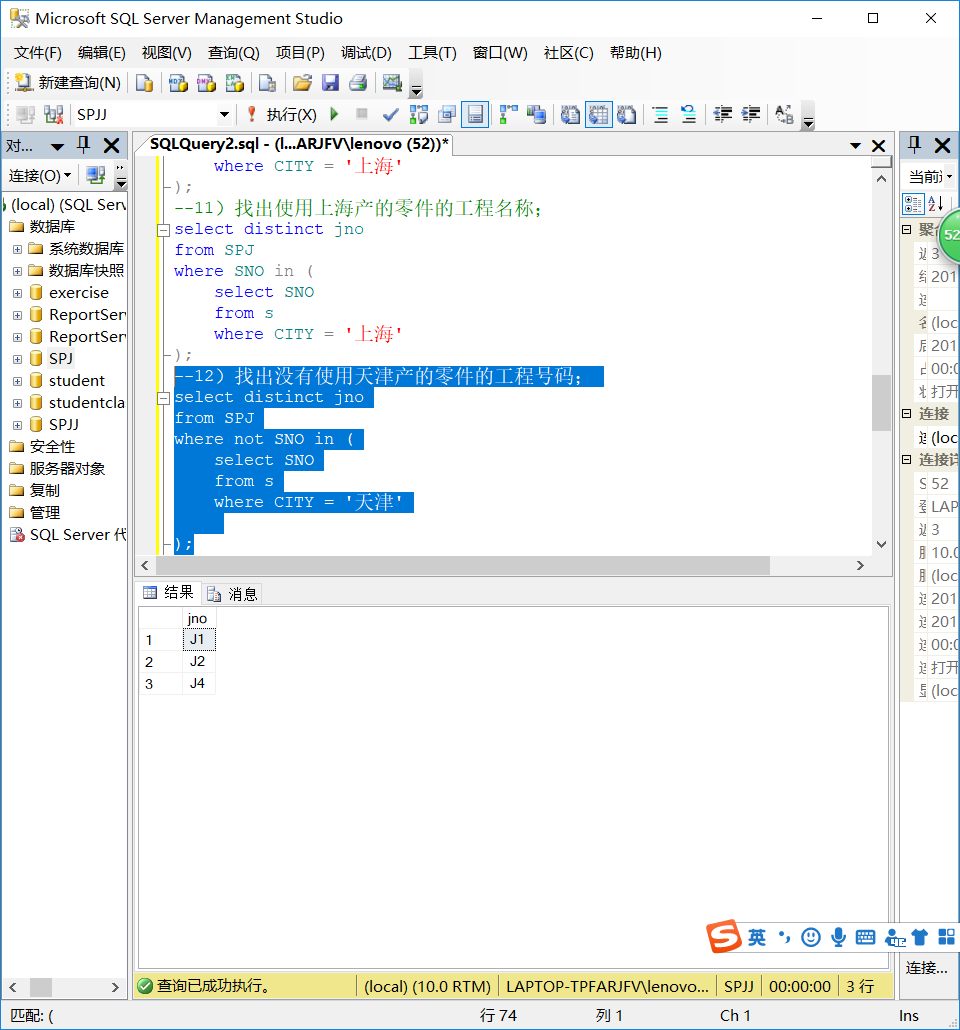 Microsoft SQL Server Management Studio
文件(F) 编辑(E) 视图(V) 查询(Q) 项目(P) 调试(D) 工具(T) 窗口(W) 社区(C) 帮助(H)
新建查询(N)
SPJJ 执行(X)
对...
连接(O)
(local) (SQL Serv
数据库
系统数据库
数据库快照
exercise
ReportServ
ReportServ
SPJ
student
studentcla
SPJJ
安全性
服务器对象
复制
管理
SQL Server 代
SQLQuery2.sql - (l...ARJFV\lenovo (52))*
where CITY = '上海'
);
--11）找出使用上海产的零件的工程名称；
select distinct jno
from SPJ
where SNO in (
select SNO
from s
where CITY = '上海'
);
--12）找出没有使用天津产的零件的工程号码；
select distinct jno
from SPJ
where not SNO in (
select SNO
from s
where CITY = '天津'
);
结果 消息
jno
1 J1
2 J2
3 J4
当前
52
3
201
(loc
201
00:0
打开
连接
(loc
连接详
52
LAP
3
10.0
(loc
201
201
00:0
打开
(loc
英
连接...
查询已成功执行。 (local) (10.0 RTM) LAPTOP-TPFARJFV\lenovo... SPJJ 00:00:00 3 行
匹配: ( 行 74 列 1 Ch 1 Ins